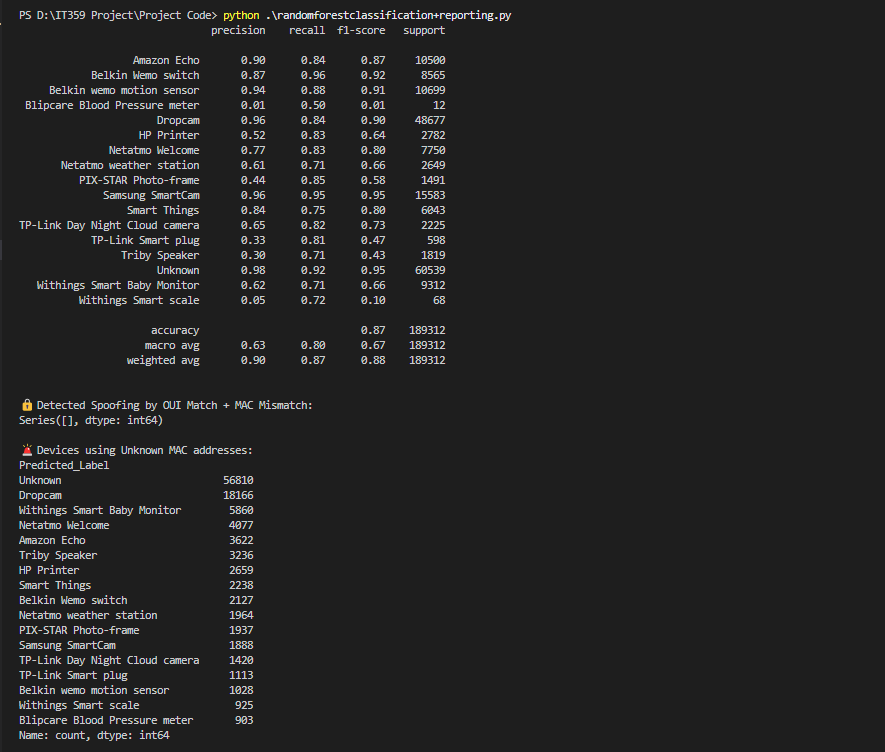 PS D:\IT359 Project\Project Code> python .\randomforestclassification+reporting.py
precision recall f1-score support
Amazon Echo 0.90 0.84 0.87 10500
Belkin Wemo switch 0.87 0.96 0.92 8565
Belkin wemo motion sensor 0.94 0.88 0.91 10699
Blipcare Blood Pressure meter 0.01 0.50 0.01 12
Dropcam 0.96 0.84 0.90 48677
HP Printer 0.52 0.83 0.64 2782
Netatmo Welcome 0.77 0.83 0.80 7750
Netatmo weather station 0.61 0.71 0.66 2649
PIX-STAR Photo-frame 0.44 0.85 0.58 1491
Samsung SmartCam 0.96 0.95 0.95 15583
Smart Things 0.84 0.75 0.80 6043
TP-Link Day Night Cloud camera 0.65 0.82 0.73 2225
TP-Link Smart plug 0.33 0.81 0.47 598
Triby Speaker 0.30 0.71 0.43 1819
Unknown 0.98 0.92 0.95 60539
Withings Smart Baby Monitor 0.62 0.71 0.66 9312
Withings Smart scale 0.05 0.72 0.10 68
accuracy 0.87 189312
macro avg 0.63 0.80 0.67 189312
weighted avg 0.90 0.87 0.88 189312
🔒 Detected Spoofing by OUI Match + MAC Mismatch:
Series([], dtype: int64)
🚨 Devices using Unknown MAC addresses:
Predicted_Label
Unknown 56810
Dropcam 18166
Withings Smart Baby Monitor 5860
Netatmo Welcome 4077
Amazon Echo 3622
Triby Speaker 3236
HP Printer 2659
Smart Things 2238
Belkin Wemo switch 2127
Netatmo weather station 1964
PIX-STAR Photo-frame 1937
Samsung SmartCam 1888
TP-Link Day Night Cloud camera 1420
TP-Link Smart plug 1113
Belkin wemo motion sensor 1028
Withings Smart scale 925
Blipcare Blood Pressure meter 903
Name: count, dtype: int64